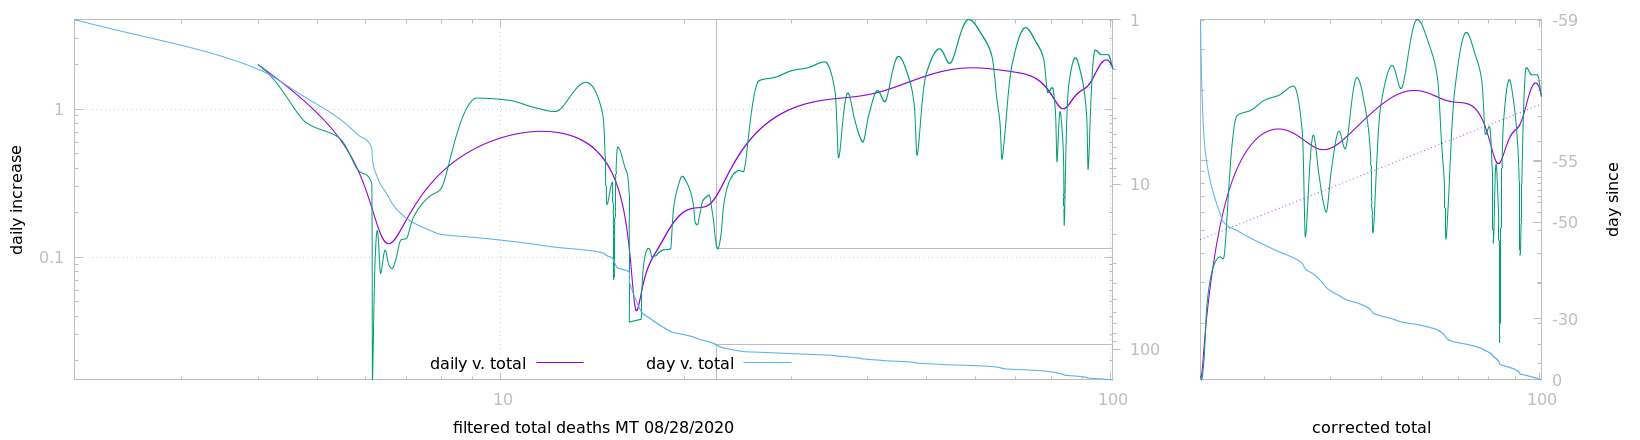 1 -59
1
daily increase
-55
10
day since
-50
0.1
-30
100
daily v. total day v. total
0
10 100 100
filtered total deaths MT 08/28/2020 corrected total